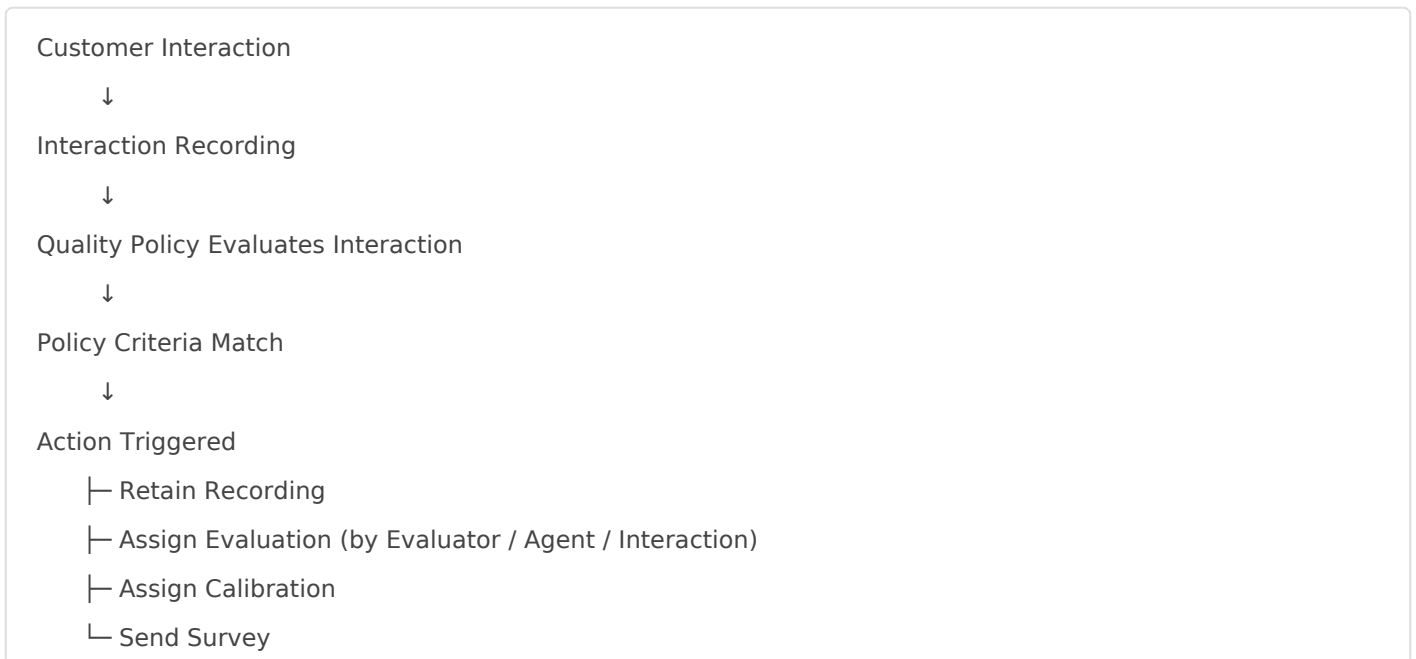 Customer Interaction
↓
Interaction Recording
↓
Quality Policy Evaluates Interaction
↓
Policy Criteria Match
↓
Action Triggered
├─ Retain Recording
├─ Assign Evaluation (by Evaluator / Agent / Interaction)
├─ Assign Calibration
└─ Send Survey